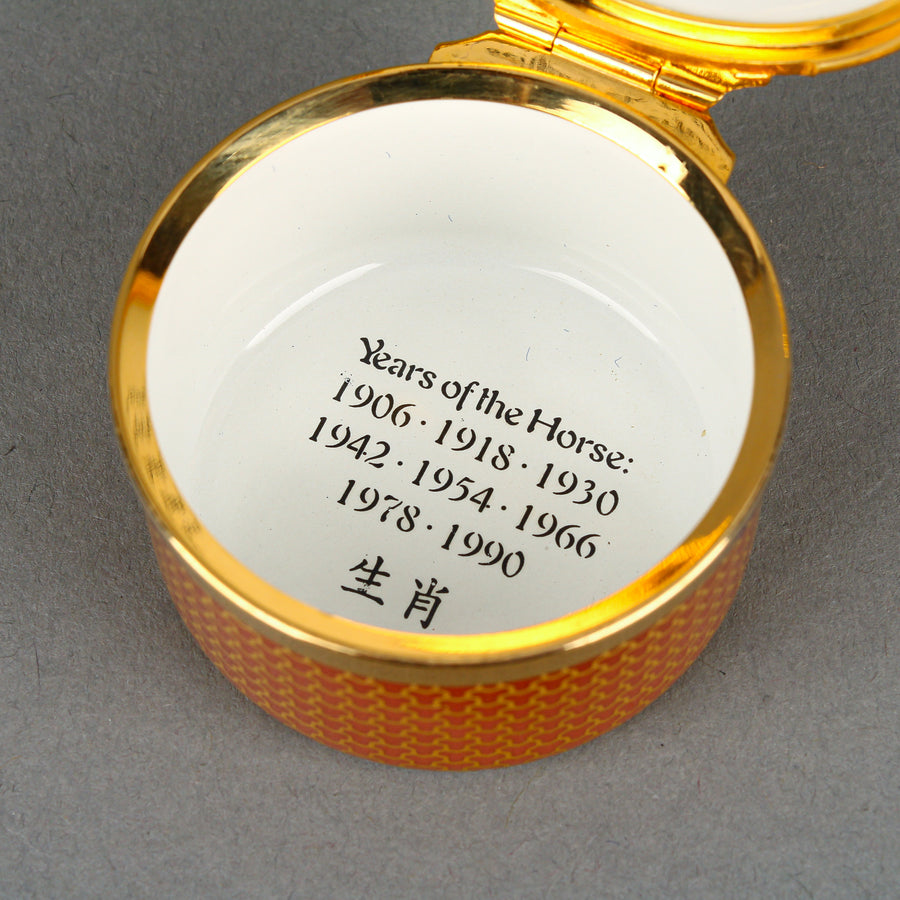 Years of the Horse:
1906 · 1918 · 1930
1942 · 1954 · 1966
1978 · 1990
生肖